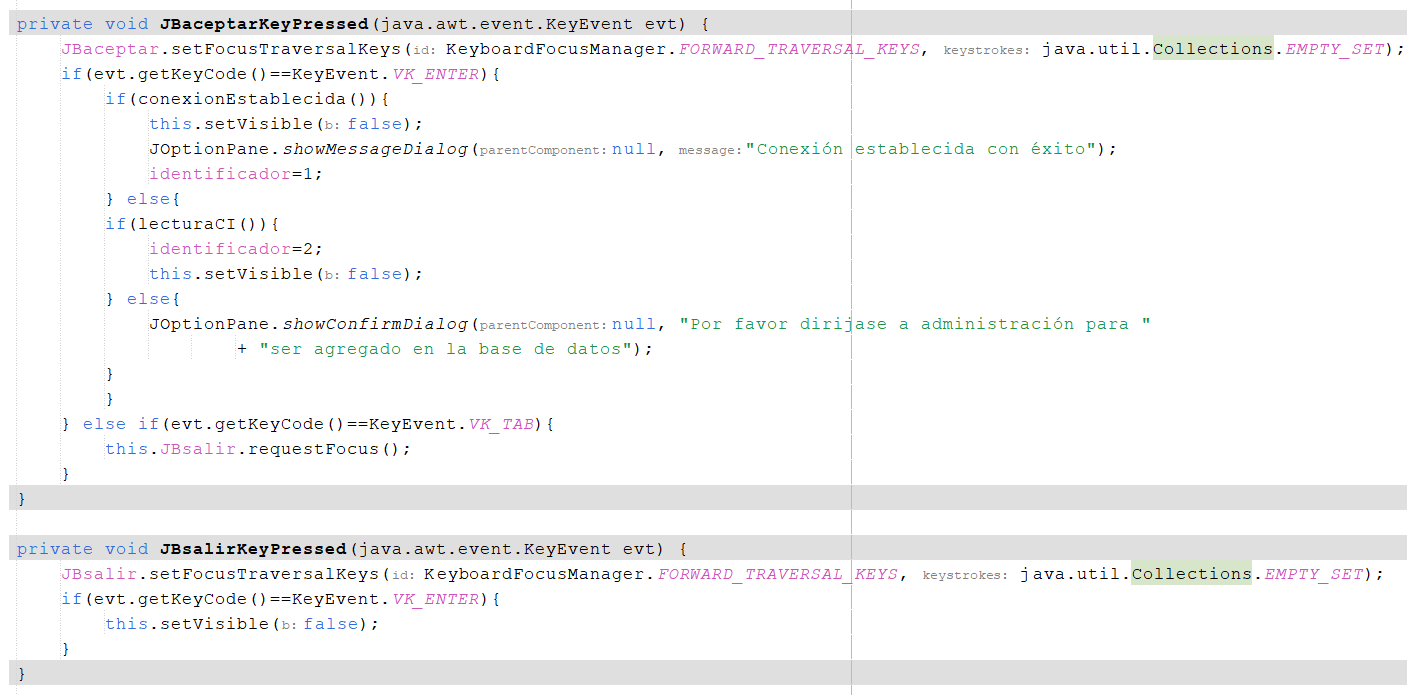 private void JBaceptarKeyPressed(java.awt.event.KeyEvent evt) {
    JBaceptar.setFocusTraversalKeys(id: KeyboardFocusManager.FORWARD_TRAVERSAL_KEYS, keystrokes: java.util.Collections.EMPTY_SET);
    if(evt.getKeyCode()==KeyEvent.VK_ENTER){
        if(conexionEstablecida()){
            this.setVisible(b: false);
            JOptionPane.showMessageDialog(parentComponent: null, message: "Conexión establecida con éxito");
            identificador=1;
        } else{
        if(lecturaCI()){
            identificador=2;
            this.setVisible(b: false);
        } else{
            JOptionPane.showConfirmDialog(parentComponent: null, "Por favor dirijase a administración para "
                    + "ser agregado en la base de datos");
        }
        }
    } else if(evt.getKeyCode()==KeyEvent.VK_TAB){
        this.JBsalir.requestFocus();
    }
}
private void JBsalirKeyPressed(java.awt.event.KeyEvent evt) {
    JBsalir.setFocusTraversalKeys(id: KeyboardFocusManager.FORWARD_TRAVERSAL_KEYS, keystrokes: java.util.Collections.EMPTY_SET);
    if(evt.getKeyCode()==KeyEvent.VK_ENTER){
        this.setVisible(b: false);
    }
}